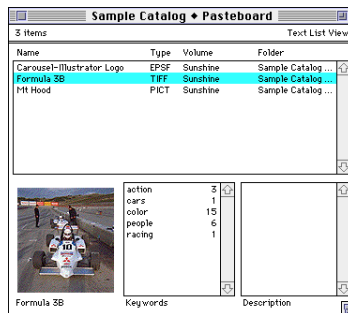 Sample Catalog ◆ Pasteboard
3 items Text List View
Name Type Volume Folder
Carousel-Illustrator Logo EPSF Sunshine Sample Catalog ...
Formula 3B TIFF Sunshine Sample Catalog ...
Mt Hood PICT Sunshine Sample Catalog ...
action 3
cars 1
color 15
people 6
racing 1
10
Formula 3B Keywords Description